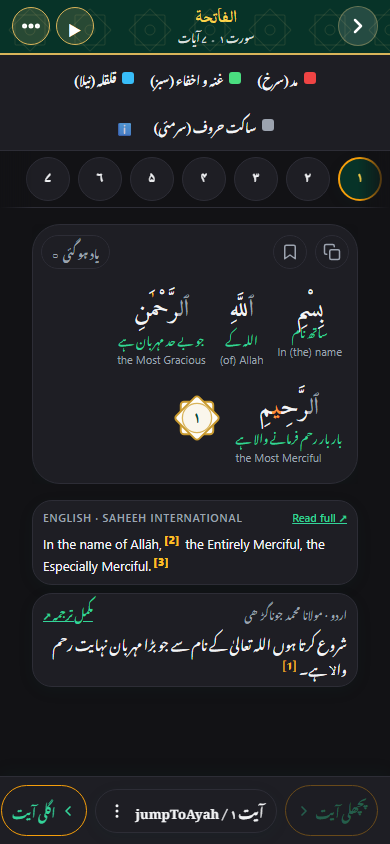 الفاتحة
سورت ۱ · ۷ آیات
مد (سرخ) غنہ و اخفاء (سبز) قلقلہ (نیلا)
ساکت حروف (سرمئی)
۱ ۲ ۳ ۴ ۵ ۶ ۷
یاد ہو گئی
بِسْمِ ٱللَّهِ ٱلرَّحْمَٰنِ
ساتھ نام اللہ کے جو بے حد مہربان ہے
In (the) name (of) Allah the Most Gracious
ٱلرَّحِيمِ ۱
بار بار رحم فرمانے والا ہے
the Most Merciful
ENGLISH · SAHEEH INTERNATIONAL Read full ↗
In the name of Allāh, [2] the Entirely Merciful, the
Especially Merciful. [3]
اردو · مولانا محمد جوناگڑھی مکمل ترجمہ ↗
شروع کرتا ہوں اللہ تعالیٰ کے نام سے جو بڑا مہربان نہایت رحم
والا ہے۔ [1]
پچھلی آیت آیت ۱ / jumpToAyah اگلی آیت